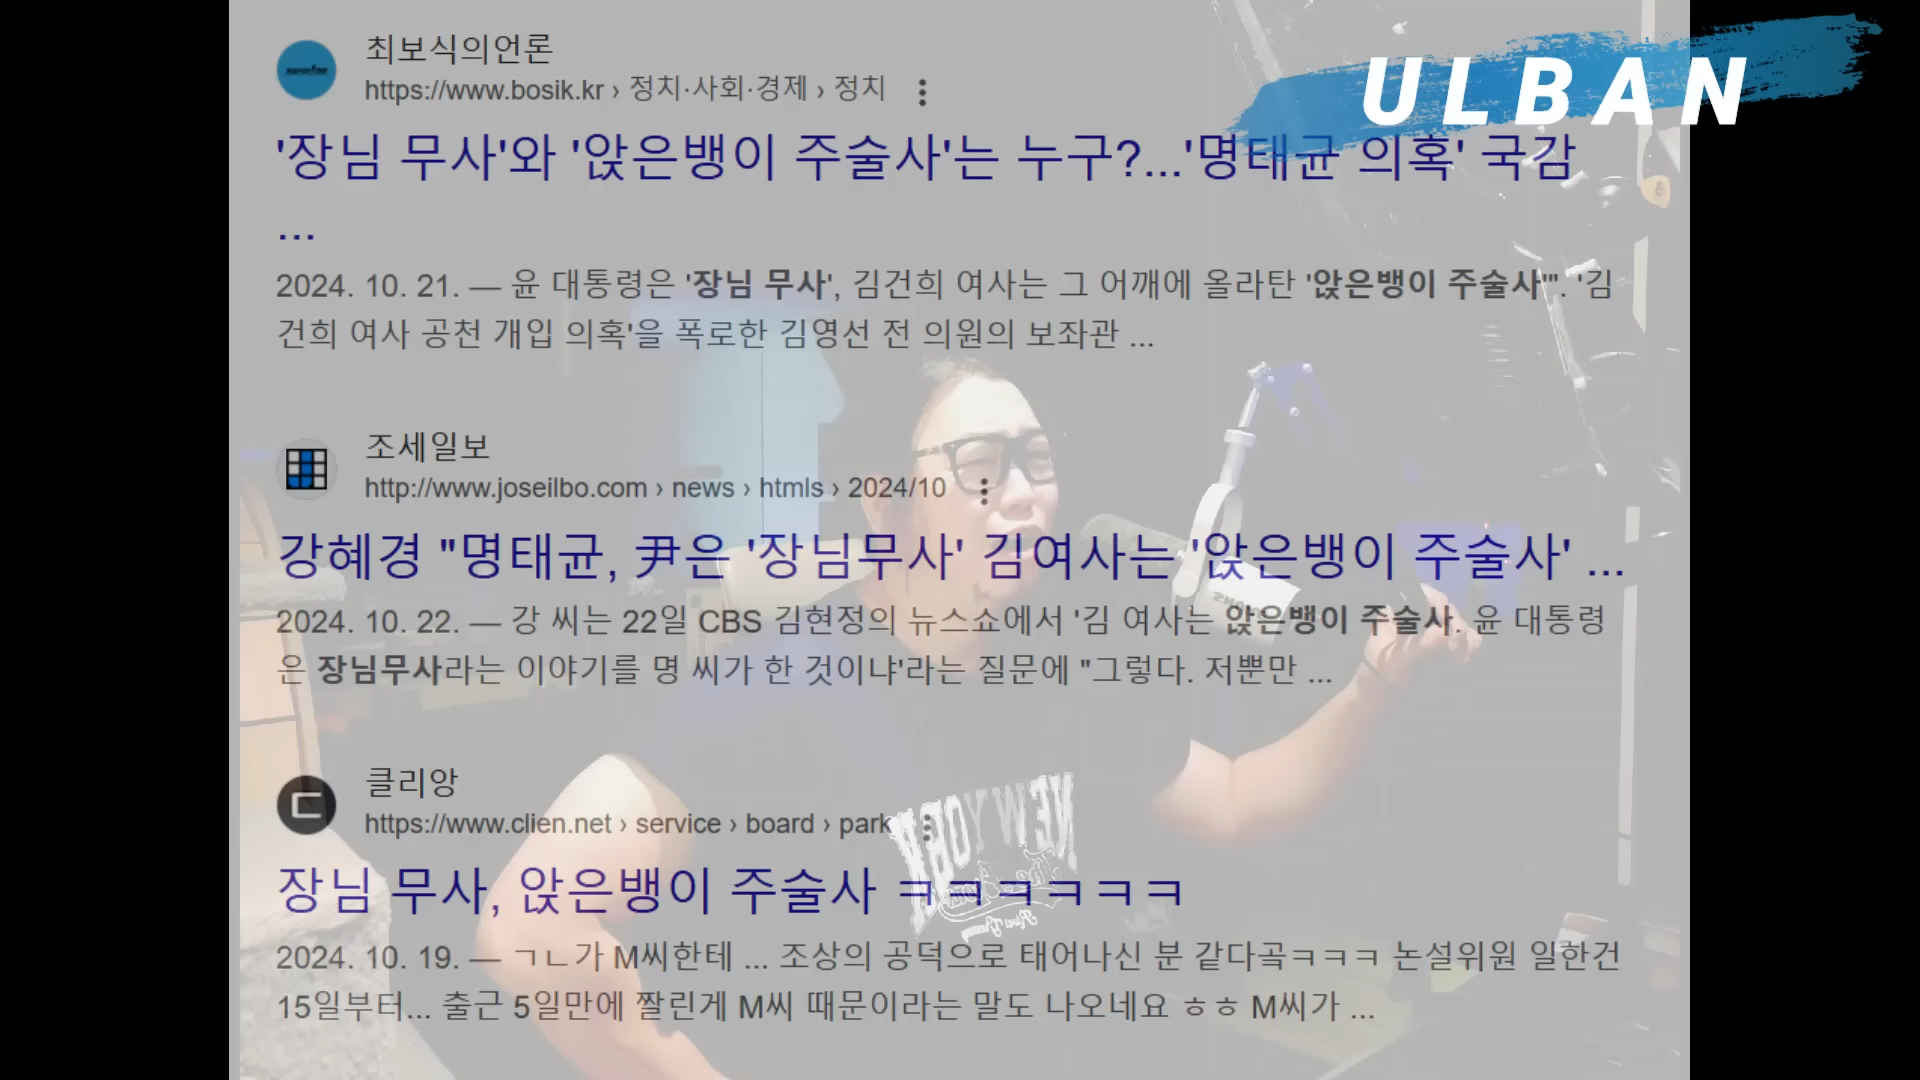 ULBAN
최보식의언론
https://www.bosik.kr › 정치·사회·경제 › 정치
'장님 무사'와 '앉은뱅이 주술사'는 누구?...'명태균 의혹' 국감
...
2024. 10. 21. — 윤 대통령은 '장님 무사', 김건희 여사는 그 어깨에 올라탄 '앉은뱅이 주술사'". '김
건희 여사 공천 개입 의혹'을 폭로한 김영선 전 의원의 보좌관 ...
조세일보
http://www.joseilbo.com › news › htmls › 2024/10
강혜경 "명태균, 尹은 '장님무사' 김여사는 '앉은뱅이 주술사' ...
2024. 10. 22. — 강 씨는 22일 CBS 김현정의 뉴스쇼에서 '김 여사는 앉은뱅이 주술사. 윤 대통령
은 장님무사라는 이야기를 명 씨가 한 것이냐'라는 질문에 "그렇다. 저뿐만 ...
클리앙
https://www.clien.net › service › board › park
장님 무사, 앉은뱅이 주술사 ㅋㅋㅋㅋㅋㅋ
2024. 10. 19. — ㄱㄴ가 M씨한테 ... 조상의 공덕으로 태어나신 분 같다곸ㅋㅋㅋ 논설위원 일한건
15일부터... 출근 5일만에 짤린게 M씨 때문이라는 말도 나오네요 ㅎㅎ M씨가 ...
NEW YORK